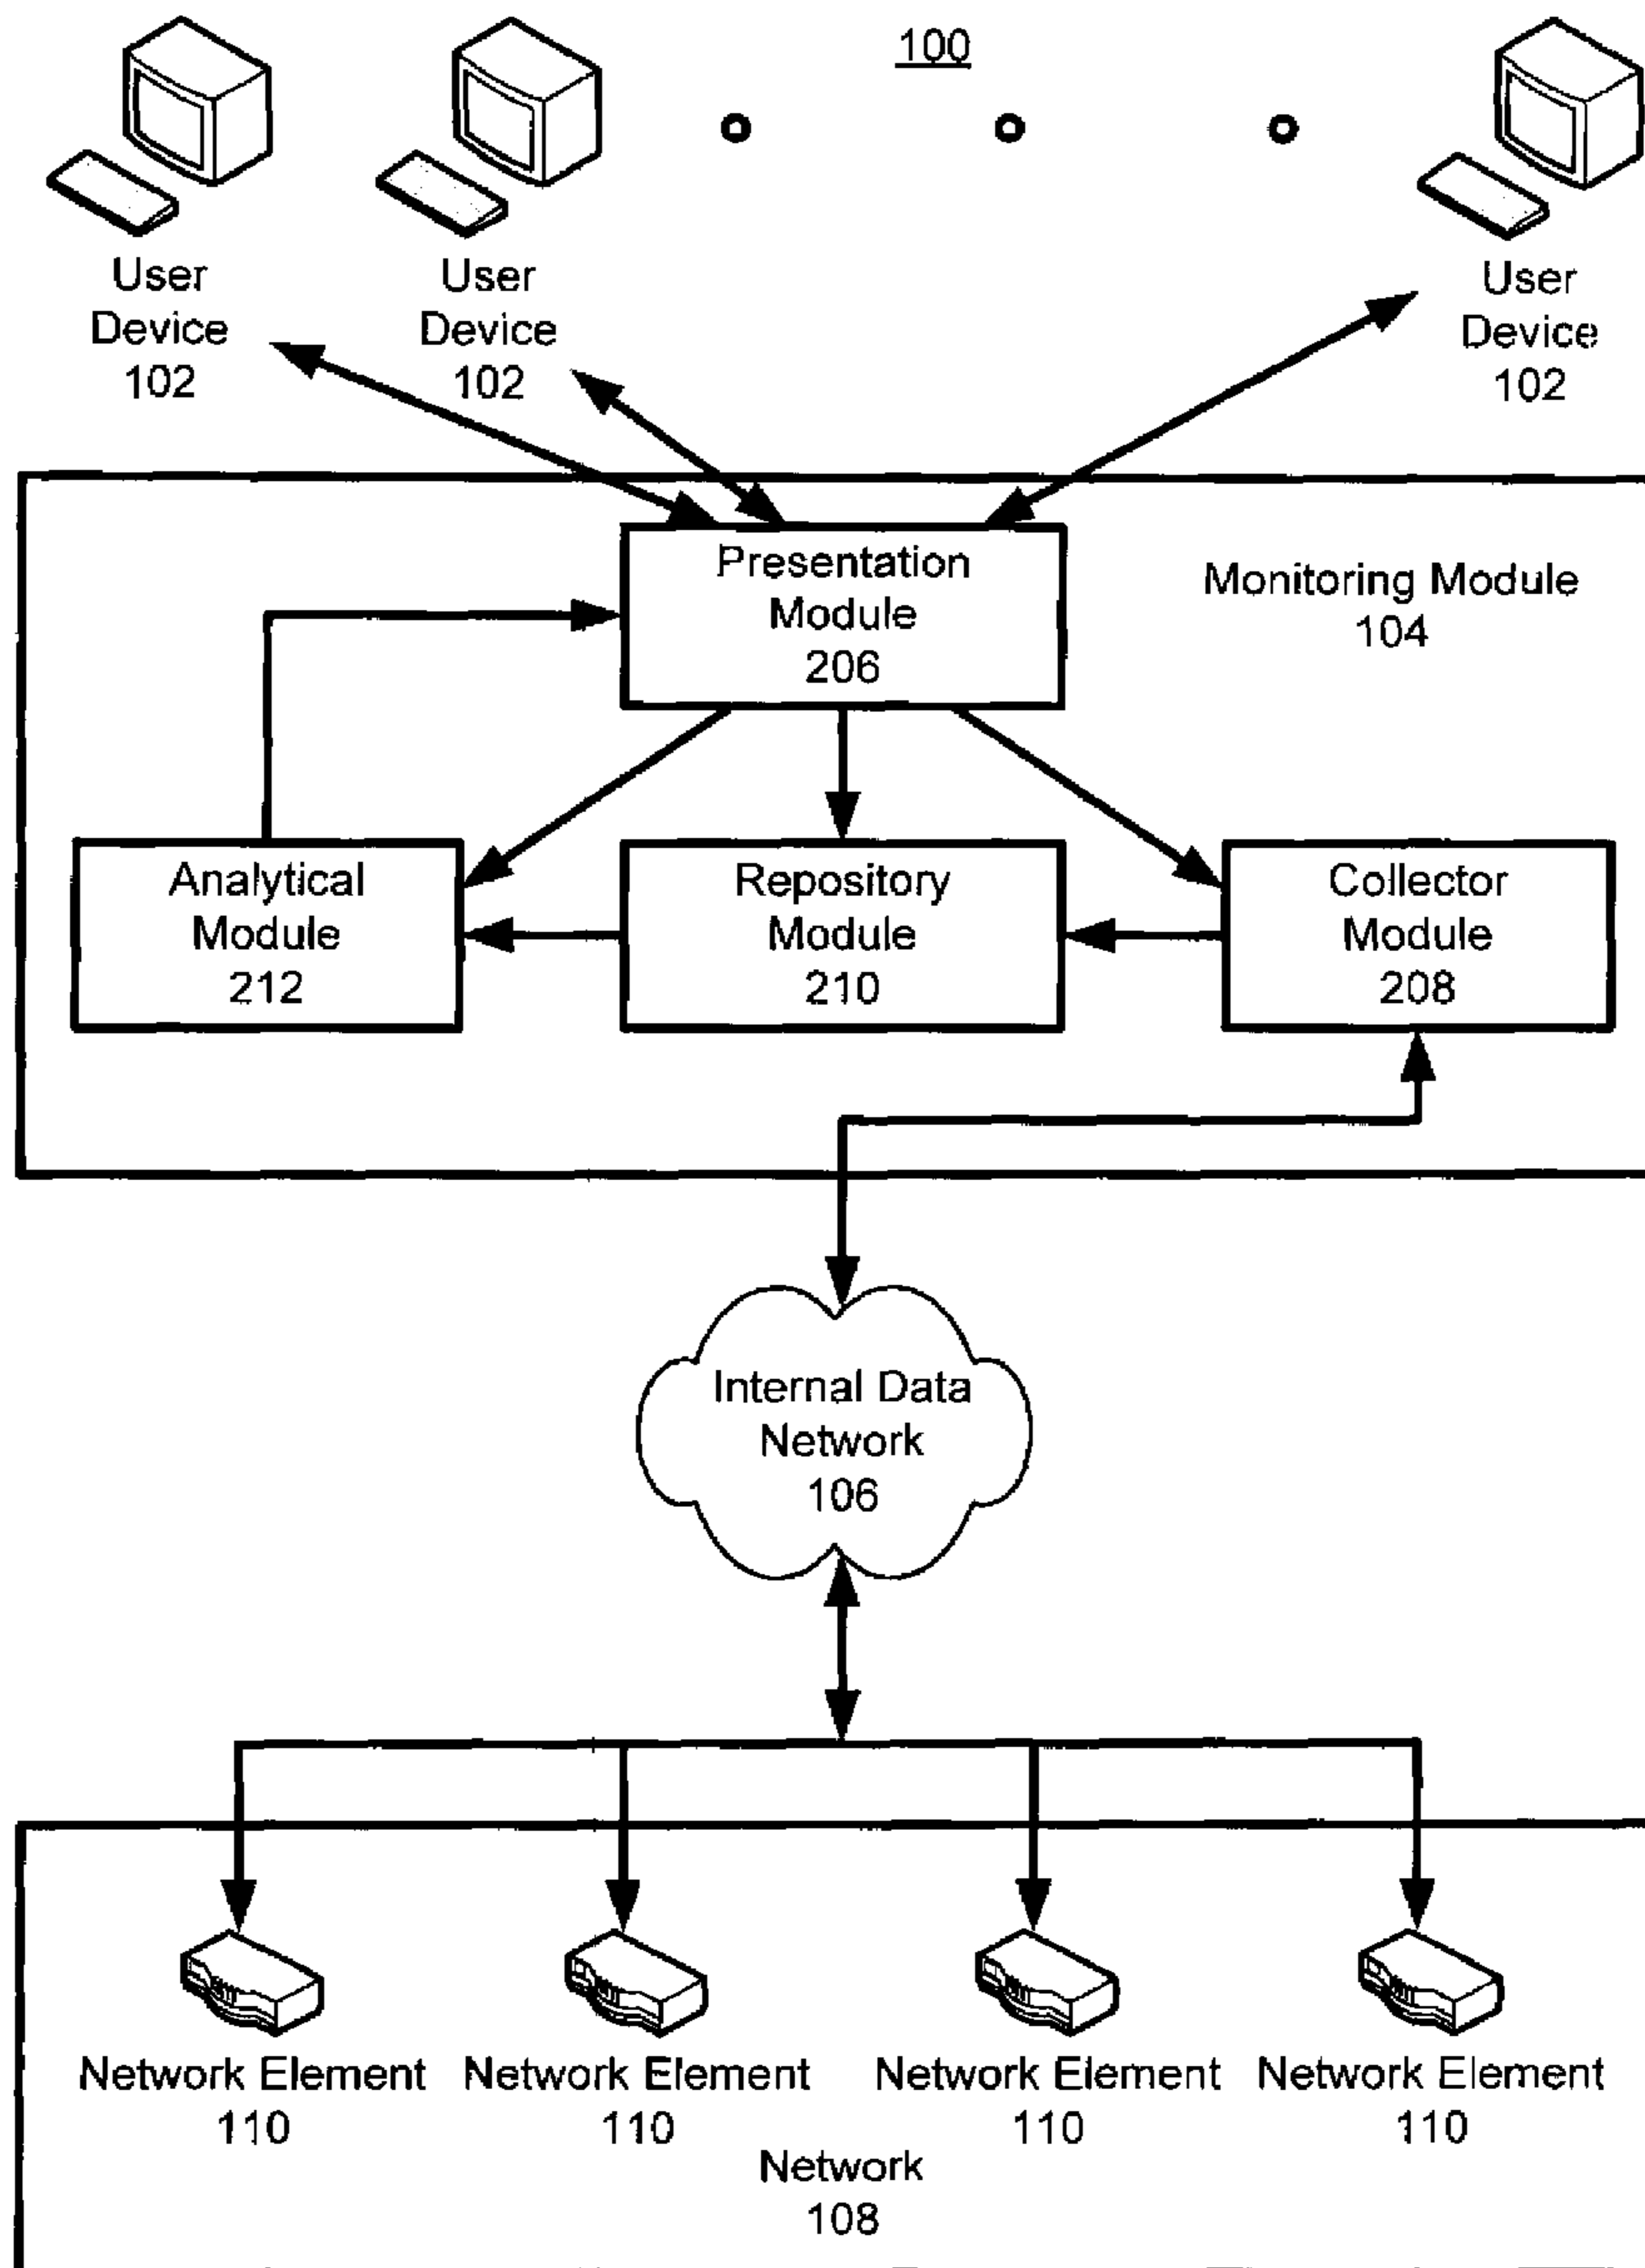 100
User
Device
102
User
Device
102
User
Device
102
Presentation
Module
206
Monitoring Module
104
Analytical
Module
212
Repository
Module
210
Collector
Module
208
Internal Data
Network
106
Network Element
110
Network Element
110
Network Element
110
Network Element
110
Network
108